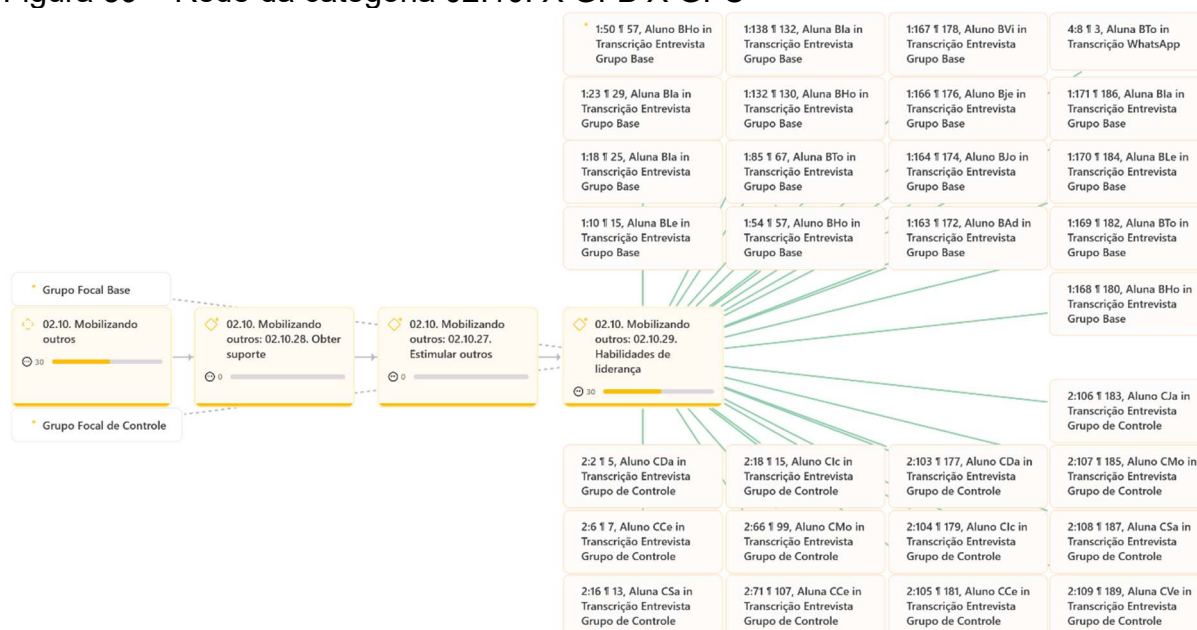 1:50 ¶ 57, Aluno BHo in
Transcrição Entrevista
Grupo Base
1:138 ¶ 132, Aluna BIa in
Transcrição Entrevista
Grupo Base
1:167 ¶ 178, Aluno BVi in
Transcrição Entrevista
Grupo Base
4:8 ¶ 3, Aluna BTo in
Transcrição WhatsApp
1:23 ¶ 29, Aluna BIa in
Transcrição Entrevista
Grupo Base
1:132 ¶ 130, Aluna BHo in
Transcrição Entrevista
Grupo Base
1:166 ¶ 176, Aluno Bje in
Transcrição Entrevista
Grupo Base
1:171 ¶ 186, Aluna BIa in
Transcrição Entrevista
Grupo Base
1:18 ¶ 25, Aluna BIa in
Transcrição Entrevista
Grupo Base
1:85 ¶ 67, Aluna BTo in
Transcrição Entrevista
Grupo Base
1:164 ¶ 174, Aluno BJo in
Transcrição Entrevista
Grupo Base
1:170 ¶ 184, Aluna BLe in
Transcrição Entrevista
Grupo Base
1:10 ¶ 15, Aluna BLe in
Transcrição Entrevista
Grupo Base
1:54 ¶ 57, Aluna BHo in
Transcrição Entrevista
Grupo Base
1:163 ¶ 172, Aluno BAd in
Transcrição Entrevista
Grupo Base
1:169 ¶ 182, Aluna BTo in
Transcrição Entrevista
Grupo Base
1:168 ¶ 180, Aluna BHo in
Transcrição Entrevista
Grupo Base
Grupo Focal Base
02.10. Mobilizando
outros
30
02.10. Mobilizando
outros: 02.10.28. Obter
suporte
0
02.10. Mobilizando
outros: 02.10.27.
Estimular outros
0
02.10. Mobilizando
outros: 02.10.29.
Habilidades de
liderança
30
Grupo Focal de Controle
2:106 ¶ 183, Aluno CJa in
Transcrição Entrevista
Grupo de Controle
2:2 ¶ 5, Aluno CDa in
Transcrição Entrevista
Grupo de Controle
2:18 ¶ 15, Aluno CIc in
Transcrição Entrevista
Grupo de Controle
2:103 ¶ 177, Aluno CDa in
Transcrição Entrevista
Grupo de Controle
2:107 ¶ 185, Aluno CMo in
Transcrição Entrevista
Grupo de Controle
2:6 ¶ 7, Aluno CCe in
Transcrição Entrevista
Grupo de Controle
2:66 ¶ 99, Aluno CMo in
Transcrição Entrevista
Grupo de Controle
2:104 ¶ 179, Aluno CIc in
Transcrição Entrevista
Grupo de Controle
2:108 ¶ 187, Aluna CSa in
Transcrição Entrevista
Grupo de Controle
2:16 ¶ 13, Aluna CSa in
Transcrição Entrevista
Grupo de Controle
2:71 ¶ 107, Aluna CCe in
Transcrição Entrevista
Grupo de Controle
2:105 ¶ 181, Aluno CCe in
Transcrição Entrevista
Grupo de Controle
2:109 ¶ 189, Aluna CVe in
Transcrição Entrevista
Grupo de Controle